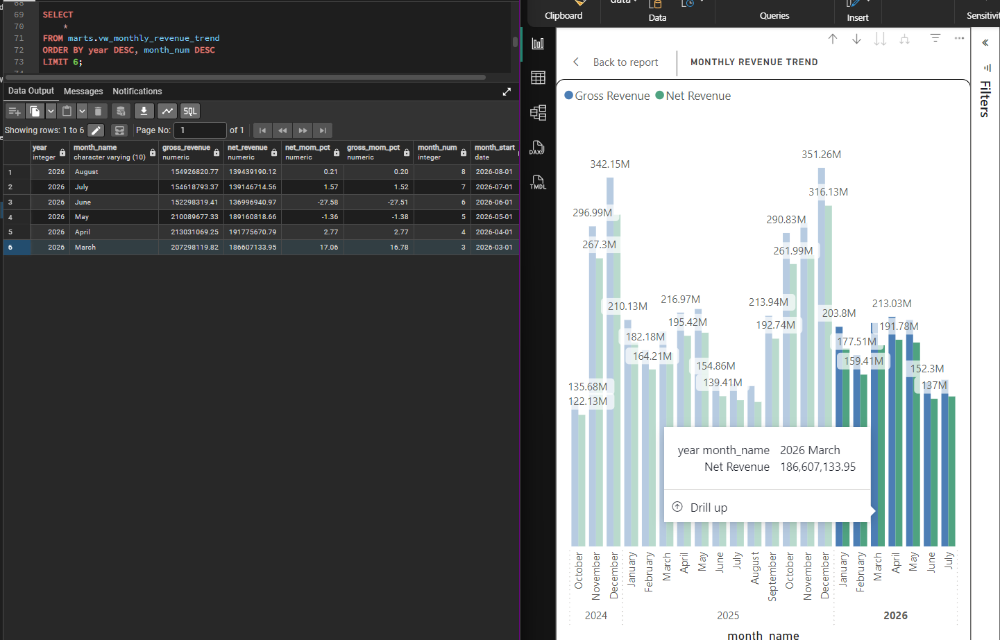 68
69 SELECT
70 *
71 FROM marts.vw_monthly_revenue_trend
72 ORDER BY year DESC, month_num DESC
73 LIMIT 6;
74
Data Output Messages Notifications
SQL
Showing rows: 1 to 6 Page No: 1 of 1
year month_name gross_revenue net_revenue net_mom_pct gross_mom_pct month_num month_start
integer character varying (10) numeric numeric numeric numeric integer date
1 2026 August 154926820.77 139439190.12 0.21 0.20 8 2026-08-01
2 2026 July 154618793.37 139146714.56 1.57 1.52 7 2026-07-01
3 2026 June 152298319.41 136996940.97 -27.58 -27.51 6 2026-06-01
4 2026 May 210089677.33 189160818.66 -1.36 -1.38 5 2026-05-01
5 2026 April 213031069.25 191775670.79 2.77 2.77 4 2026-04-01
6 2026 March 207298119.82 186607133.95 17.06 16.78 3 2026-03-01
Clipboard
data
Data
Queries
Insert
Sensitivi
DAX
TMDL
Back to report MONTHLY REVENUE TREND
Filters
Gross Revenue Net Revenue
351.26M
342.15M
316.13M
296.99M
290.83M
267.3M
261.99M
210.13M
216.97M
213.94M
203.8M
213.03M
195.42M
192.74M
191.78M
182.18M
177.51M
164.21M
159.41M
154.86M
152.3M
139.41M
137M
135.68M
122.13M
year month_name 2026 March
Net Revenue 186,607,133.95
Drill up
October
November
December
January
February
March
April
May
June
July
August
September
October
November
December
January
February
March
April
May
June
July
2024
2025
2026
month_name